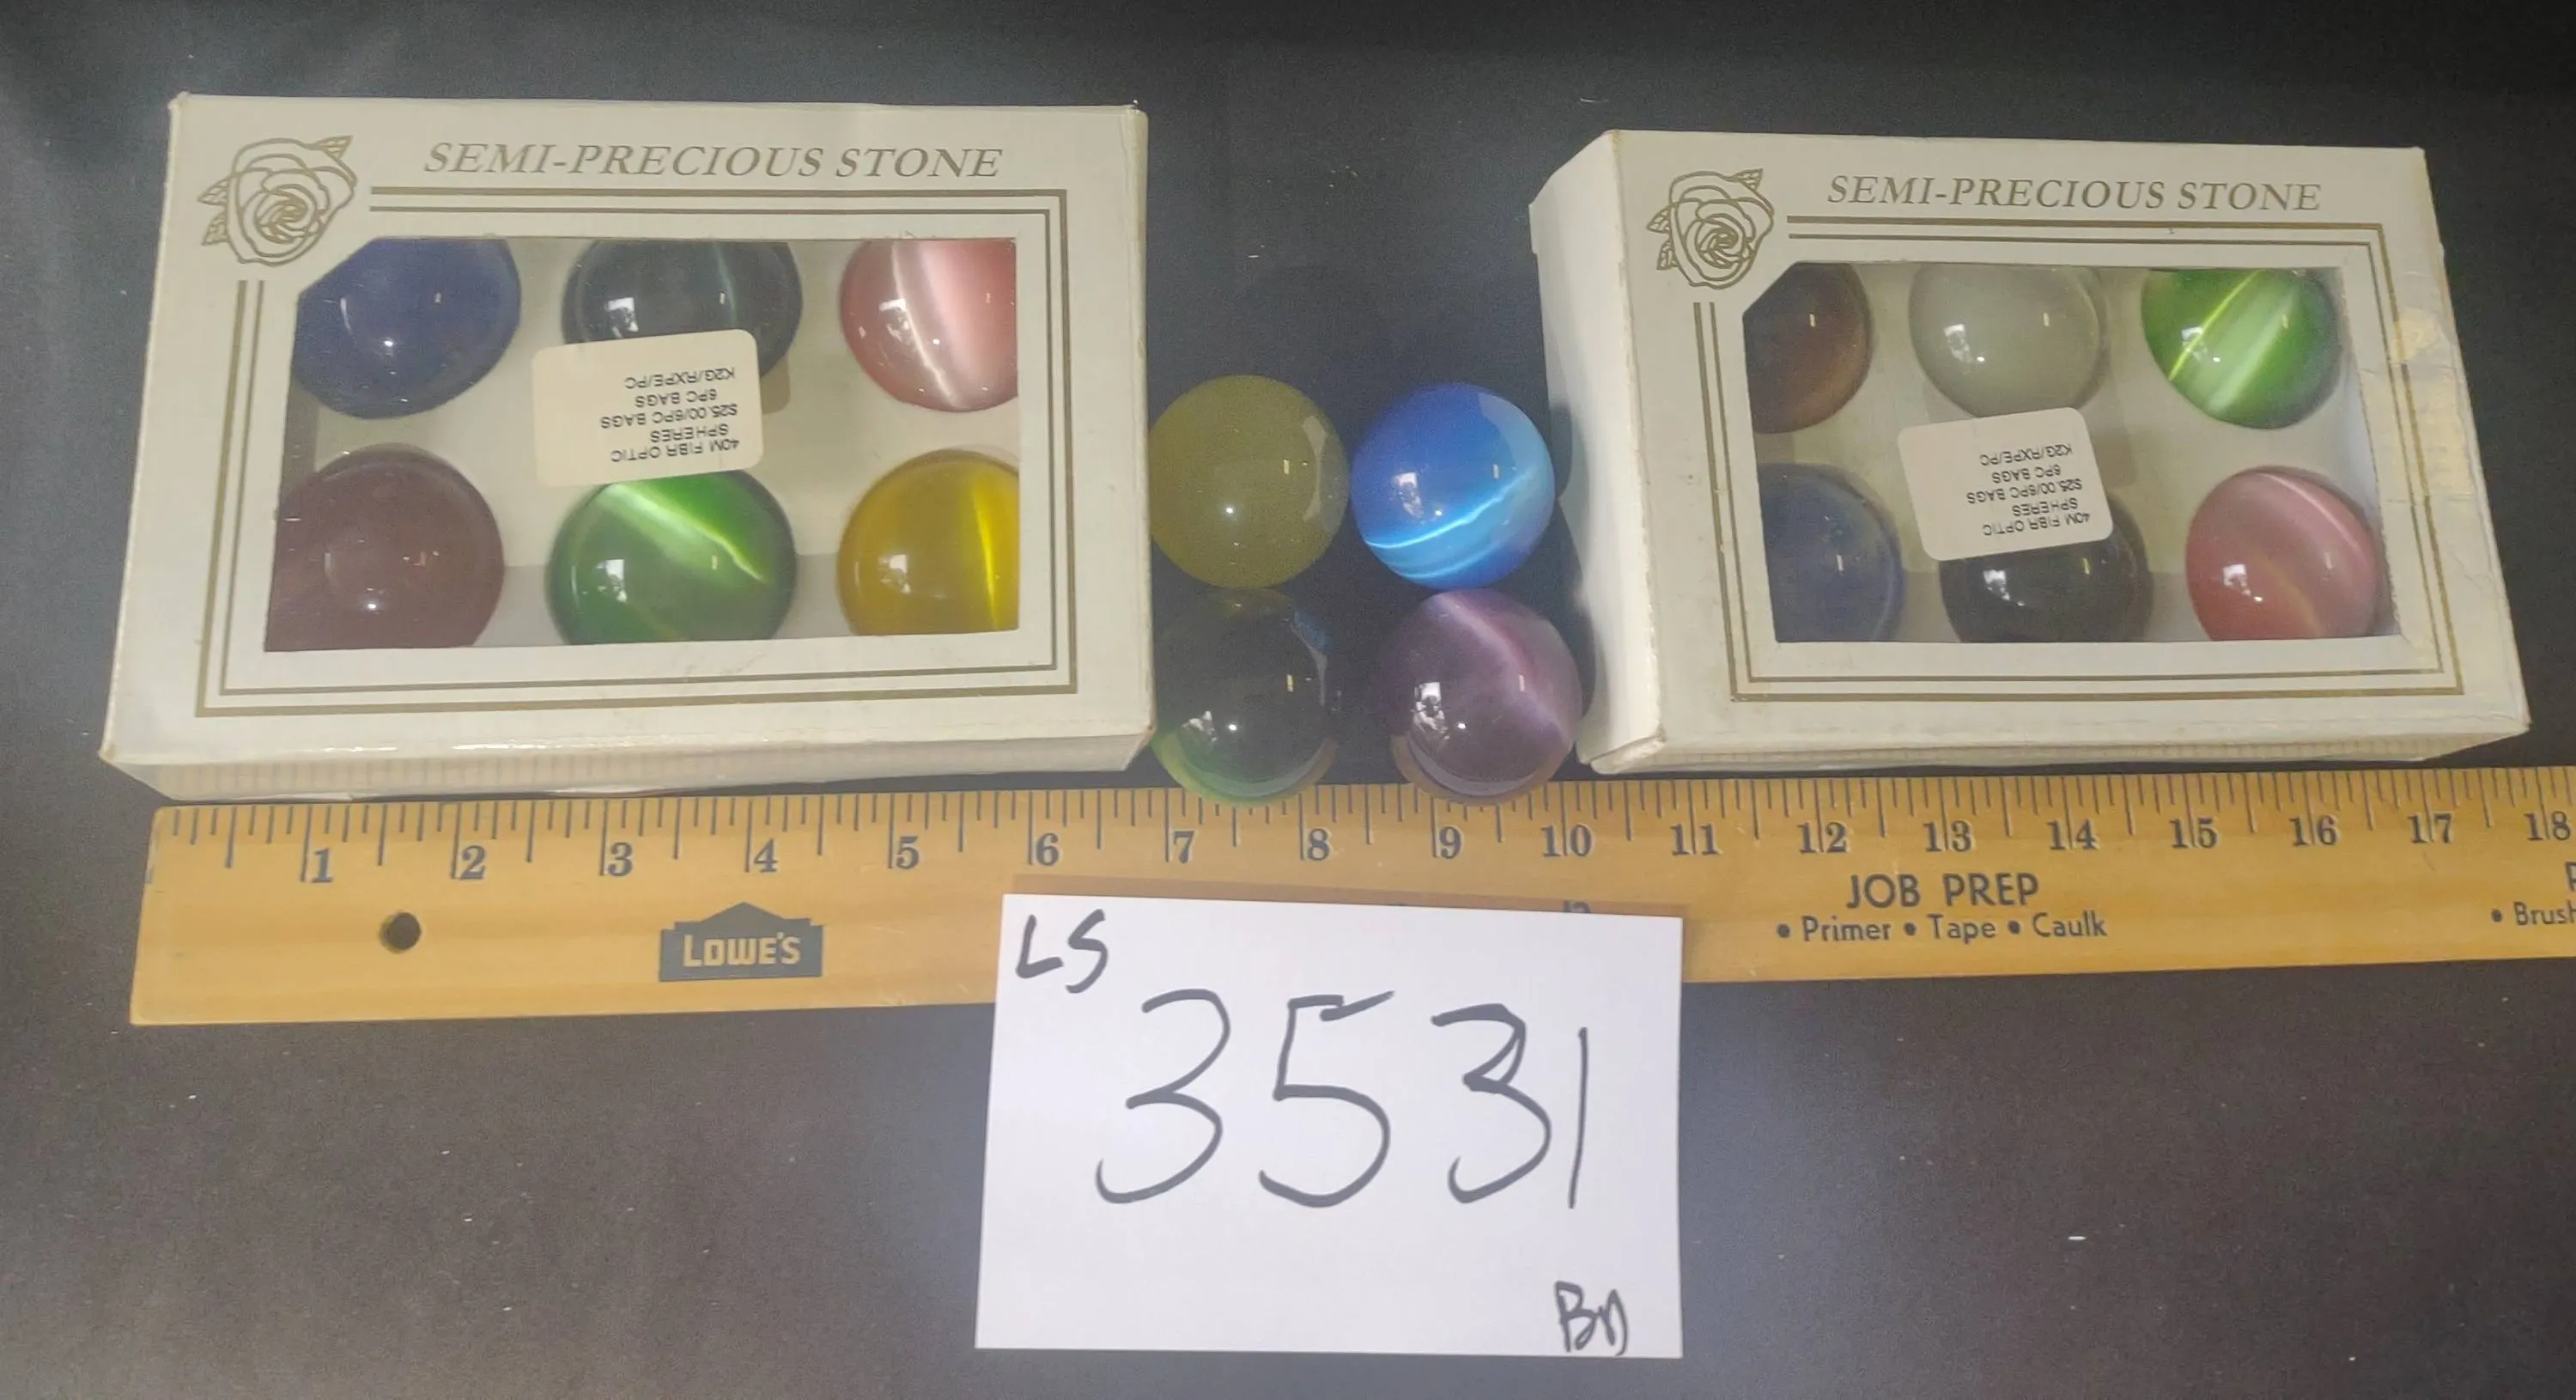 SEMI-PRECIOUS STONE
40M FIBR OPTIC
SPHERES
$25.00/6PC BAGS
6PC BAGS
K2G/RXPE/PC
SEMI-PRECIOUS STONE
40M FIBR OPTIC
SPHERES
$25.00/6PC BAGS
6PC BAGS
K2G/RXPE/PC
1 2 3 4 5 6 7 8 9 10 11 12 13 14 15 16 17 18
LOWE'S
JOB PREP
• Primer • Tape • Caulk
• Brush
LS
3531
Bn